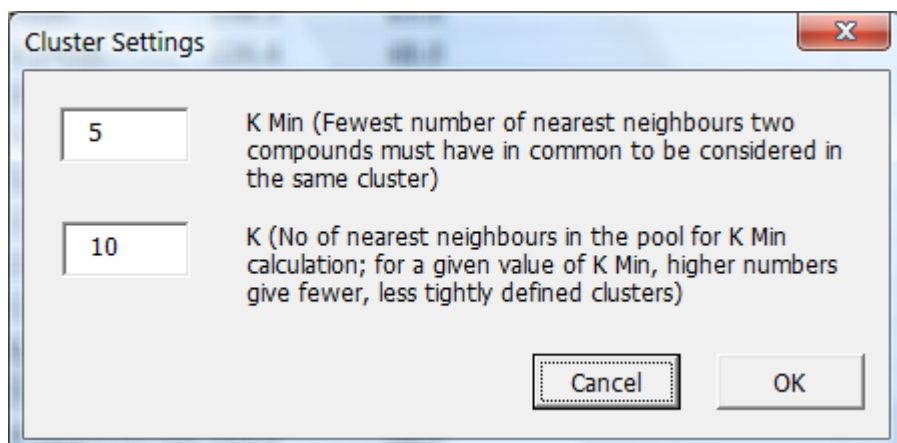 Cluster Settings
x
5
K Min (Fewest number of nearest neighbours two
compounds must have in common to be considered in
the same cluster)
10
K (No of nearest neighbours in the pool for K Min
calculation; for a given value of K Min, higher numbers
give fewer, less tightly defined clusters)
Cancel
OK